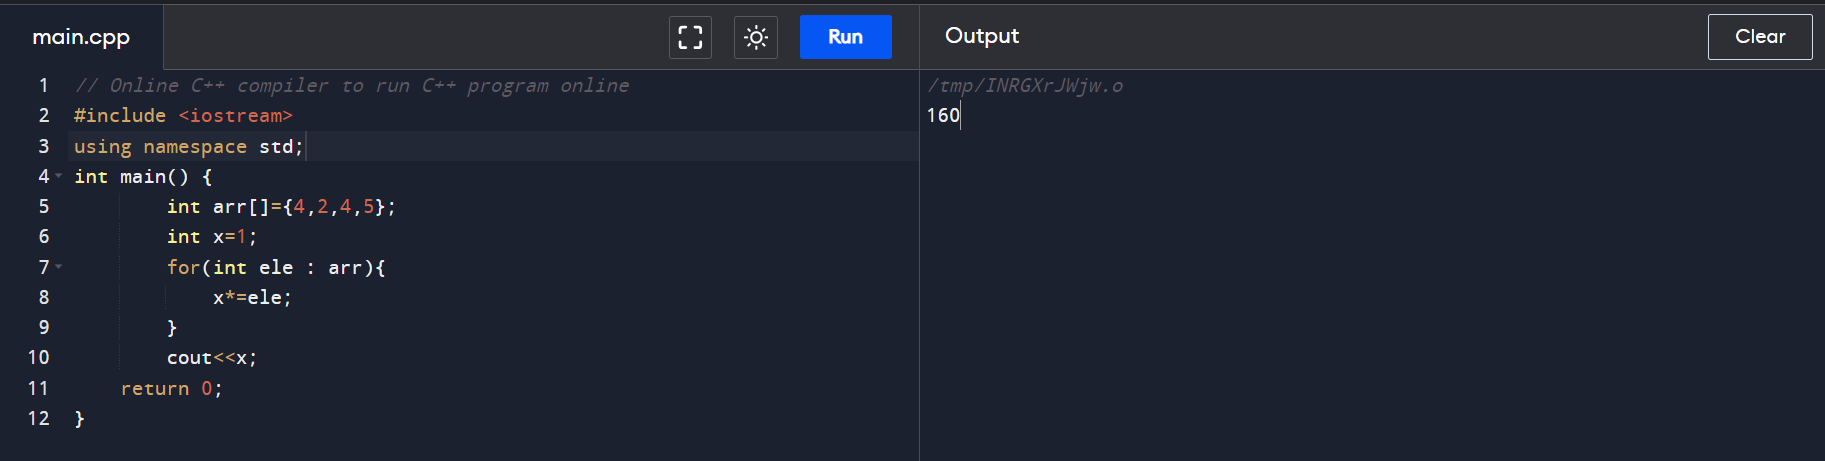 main.cpp
Run
Output
Clear
1 // Online C++ compiler to run C++ program online
2 #include <iostream>
3 using namespace std;
4 int main() {
5 int arr[]={4,2,4,5};
6 int x=1;
7 for(int ele : arr){
8 x*=ele;
9 }
10 cout<<x;
11 return 0;
12 }
/tmp/INRGXrJWjw.o
160